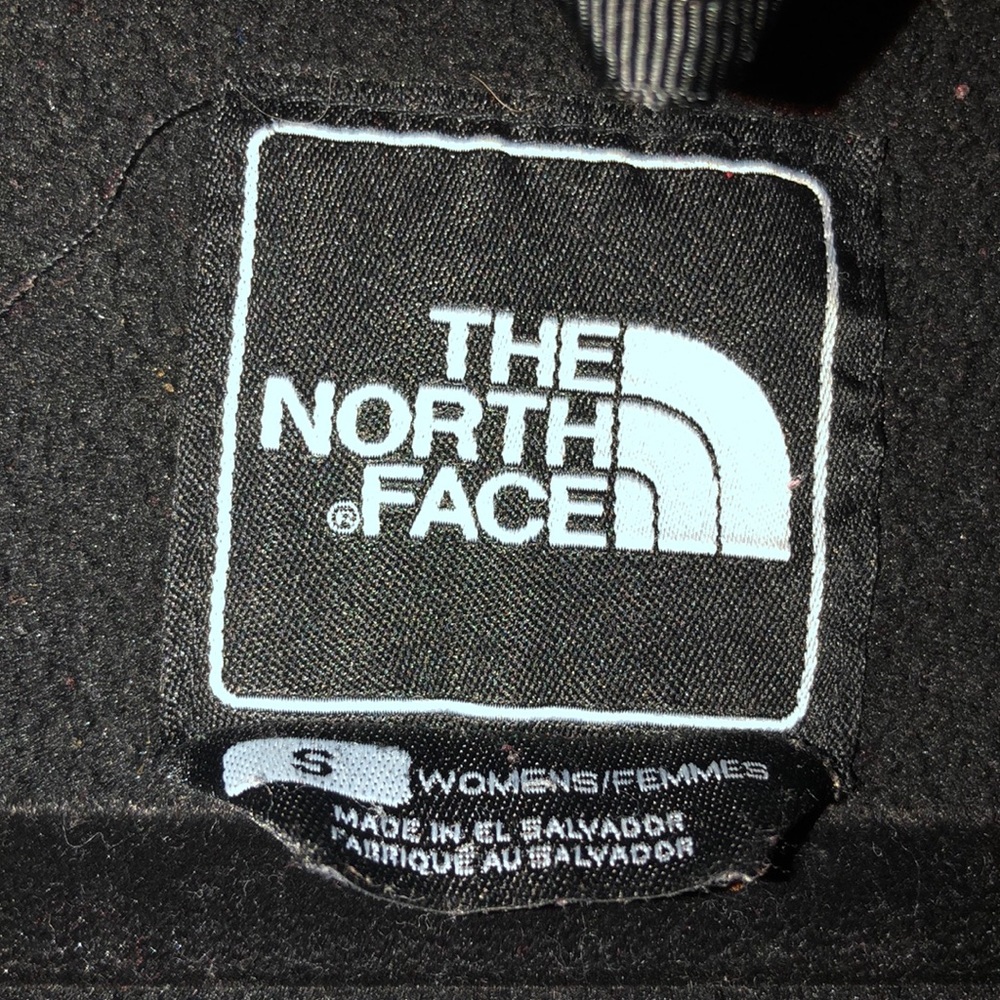 THE
NORTH
®FACE
S WOMENS/FEMMES
MADE IN EL SALVADOR
FABRIQUÉ AU SALVADOR